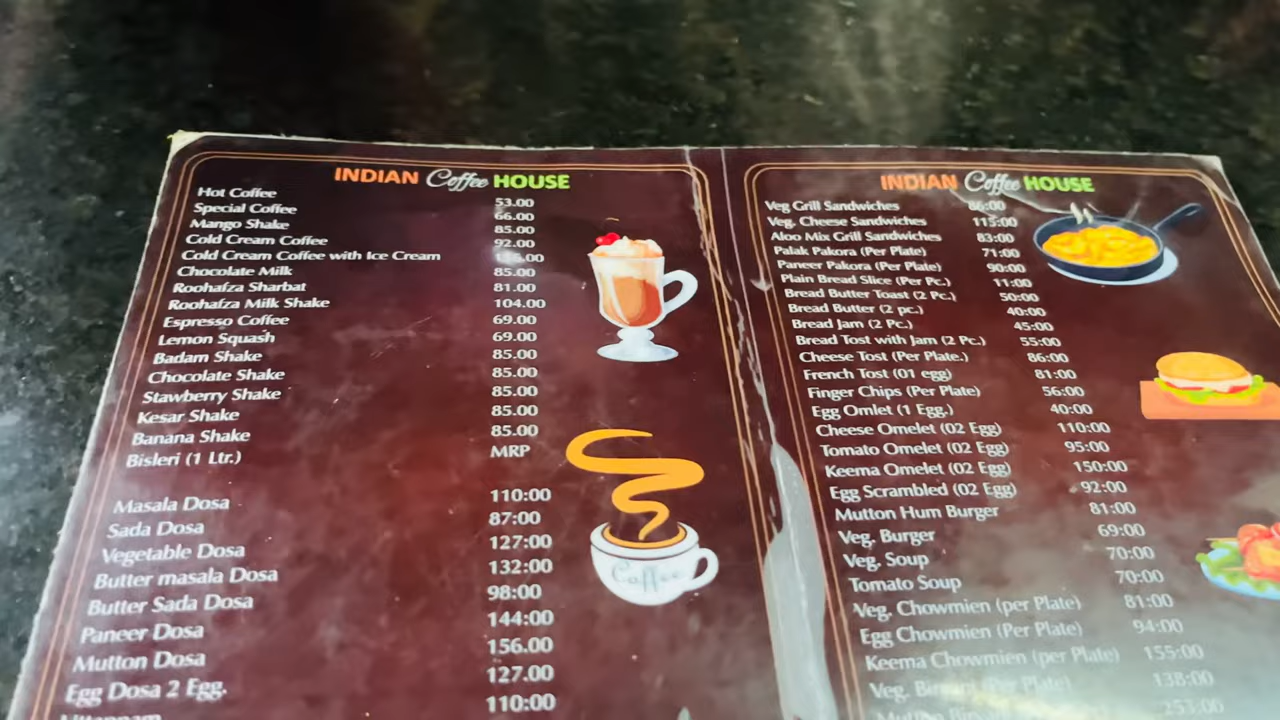 INDIAN Coffee HOUSE
Hot Coffee 53.00
Special Coffee 66.00
Mango Shake 85.00
Cold Cream Coffee 92.00
Cold Cream Coffee with Ice Cream
Chocolate Milk 85.00
Roohafza Sharbat 81.00
Roohafza Milk Shake 104.00
Espresso Coffee 69.00
Lemon Squash 69.00
Badam Shake 85.00
Chocolate Shake 85.00
Stawberry Shake 85.00
Kesar Shake 85.00
Banana Shake 85.00
Bisleri (1 Ltr.) MRP
Masala Dosa 110:00
Sada Dosa 87:00
Vegetable Dosa 127:00
Butter masala Dosa 132:00
Butter Sada Dosa 98:00
Paneer Dosa 144:00
Mutton Dosa 156.00
Egg Dosa 2 Egg. 127.00
110:00
Coffee
INDIAN Coffee HOUSE
Veg Grill Sandwiches 86:00
Veg. Cheese Sandwiches 115:00
Aloo Mix Grill Sandwiches 83:00
Palak Pakora (Per Plate) 71:00
Paneer Pakora (Per Plate) 90:00
Plain Bread Slice (Per Pc.) 11:00
Bread Butter Toast (2 Pc.) 50:00
Bread Butter (2 pc.) 40:00
Bread Jam (2 Pc.) 45:00
Bread Tost with Jam (2 Pc.) 55:00
Cheese Tost (Per Plate.) 86:00
French Tost (01 egg) 81:00
Finger Chips (Per Plate) 56:00
Egg Omlet (1 Egg.) 40:00
Cheese Omelet (02 Egg) 110:00
Tomato Omelet (02 Egg) 95:00
Keema Omelet (02 Egg) 150:00
Egg Scrambled (02 Egg) 92:00
Mutton Hum Burger 81:00
Veg. Burger 69:00
Veg. Soup 70:00
Tomato Soup 70:00
Veg. Chowmien (per Plate) 81:00
Egg Chowmien (Per Plate) 94:00
Keema Chowmien (per Plate) 155:00
Veg. (Per Plate) 138:00
253:00